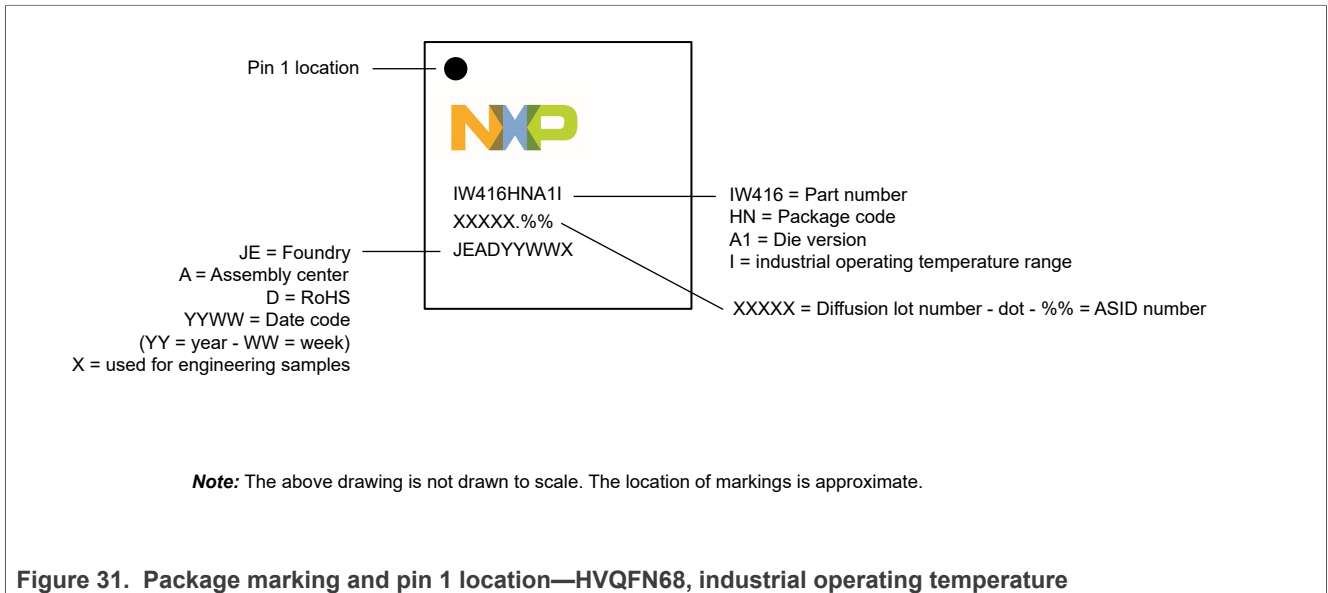 Pin 1 location
NXP
IW416HNA1I
XXXXX.%%
JEADYYWWX
IW416 = Part number
HN = Package code
A1 = Die version
I = industrial operating temperature range
JE = Foundry
A = Assembly center
D = RoHS
YYWW = Date code
(YY = year - WW = week)
X = used for engineering samples
XXXXX = Diffusion lot number - dot - %% = ASID number
Note: The above drawing is not drawn to scale. The location of markings is approximate.
Figure 31. Package marking and pin 1 location—HVQFN68, industrial operating temperature